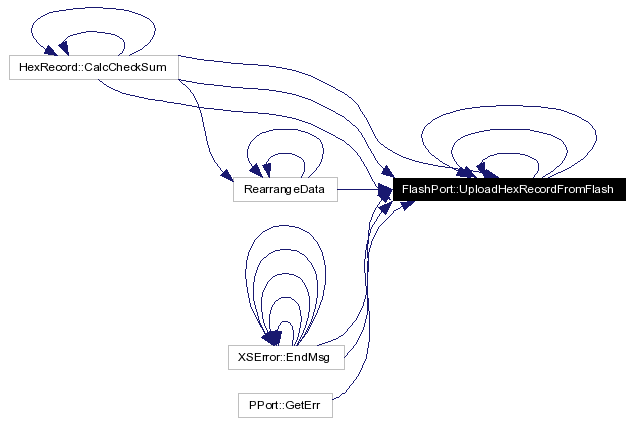 HexRecord::CalcCheckSum
RearrangeData
FlashPort::UploadHexRecordFromFlash
XSError::EndMsg
PPort::GetErr